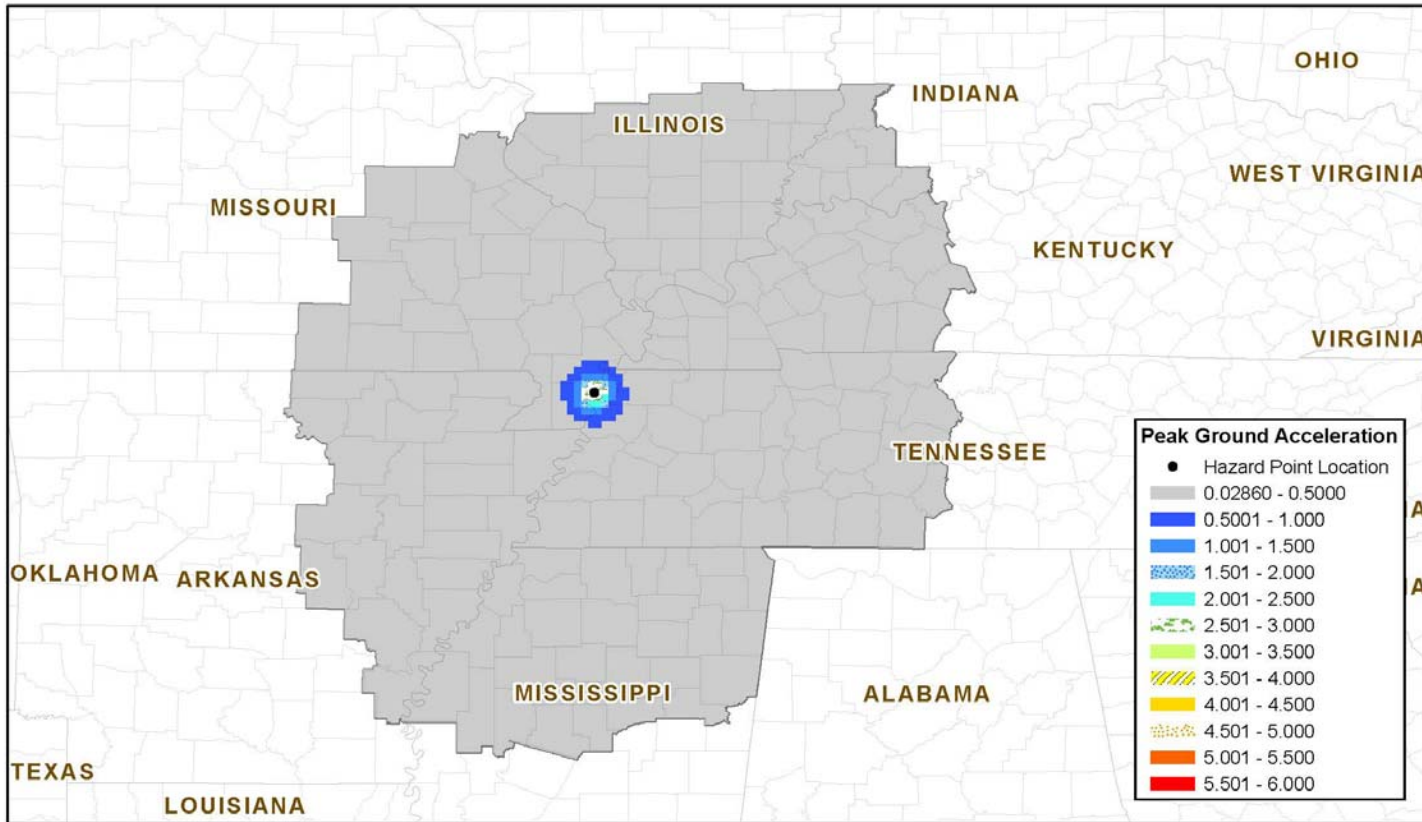 OHIO
INDIANA
ILLINOIS
WEST VIRGINIA
MISSOURI
KENTUCKY
VIRGINIA
TENNESSEE
OKLAHOMA
ARKANSAS
MISSISSIPPI
ALABAMA
TEXAS
LOUISIANA
Peak Ground Acceleration
Hazard Point Location
0.02860 - 0.5000
0.5001 - 1.000
1.001 - 1.500
1.501 - 2.000
2.001 - 2.500
2.501 - 3.000
3.001 - 3.500
3.501 - 4.000
4.001 - 4.500
4.501 - 5.000
5.001 - 5.500
5.501 - 6.000
A
A